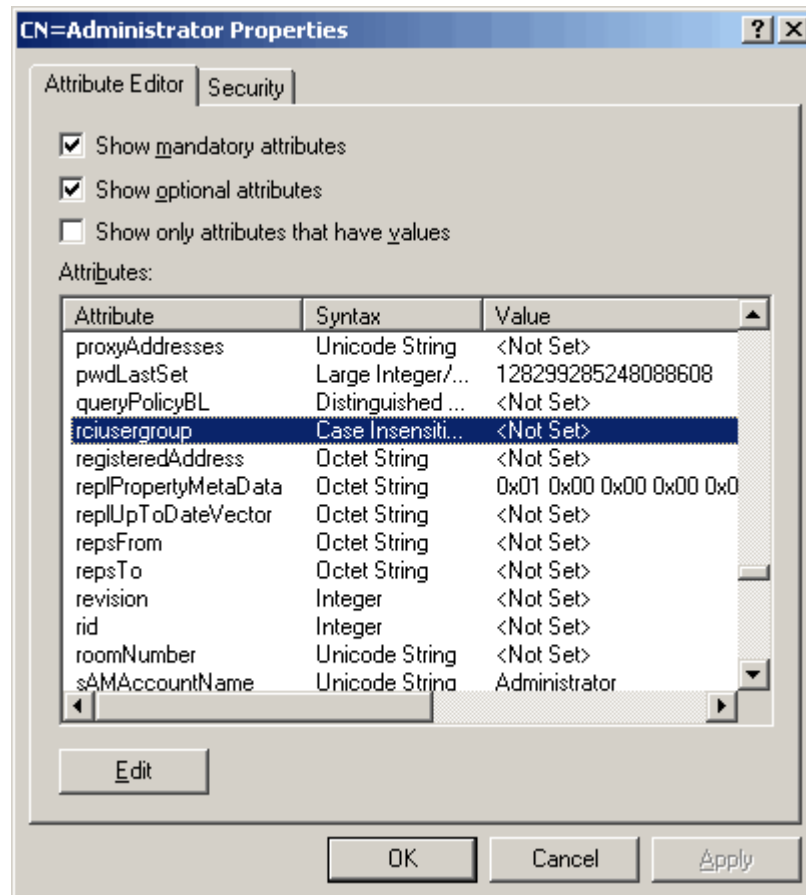 CN=Administrator Properties
Attribute Editor Security
Show mandatory attributes
Show optional attributes
Show only attributes that have values
Attributes:
Attribute Syntax Value
proxyAddresses Unicode String <Not Set>
pwdLastSet Large Integer/... 128299285248088608
queryPolicyBL Distinguished ... <Not Set>
rciusergroup Case Insensiti... <Not Set>
registeredAddress Octet String <Not Set>
replPropertyMetaData Octet String 0x01 0x00 0x00 0x00 0x0
replUpToDateVector Octet String <Not Set>
repsFrom Octet String <Not Set>
repsTo Octet String <Not Set>
revision Integer <Not Set>
rid Integer <Not Set>
roomNumber Unicode String <Not Set>
sAMAccountName Unicode String Administrator
Edit
OK Cancel Apply